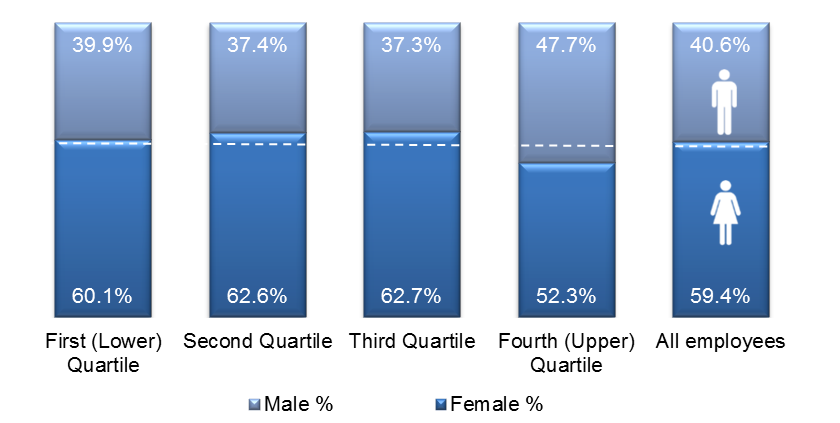 39.9% 37.4% 37.3% 47.7% 40.6%
60.1% 62.6% 62.7% 52.3% 59.4%
First (Lower) Second Quartile Third Quartile Fourth (Upper) All employees
Quartile Quartile
Male % Female %